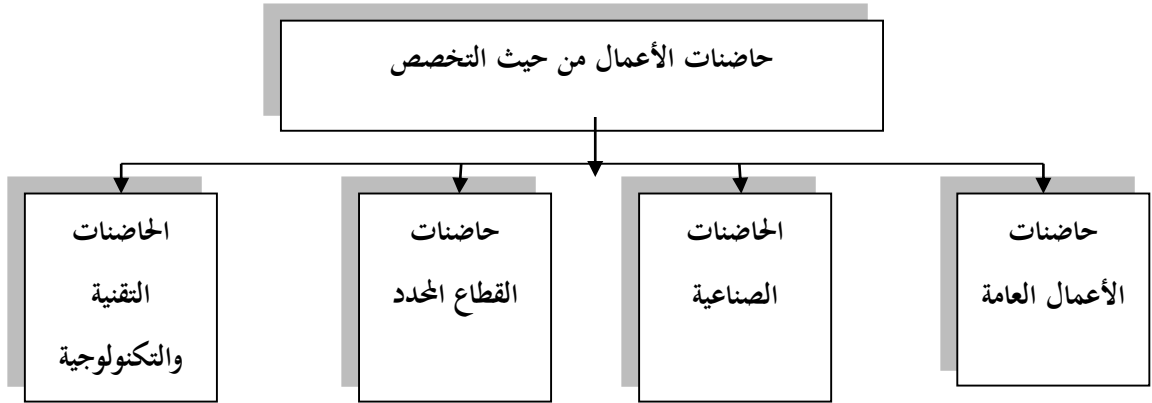 حاضنات الأعمال من حيث التخصص
حاضنات
الأعمال العامة
الحاضنات
الصناعية
حاضنات
القطاع المحدد
الحاضنات
التقنية
والتكنولوجية